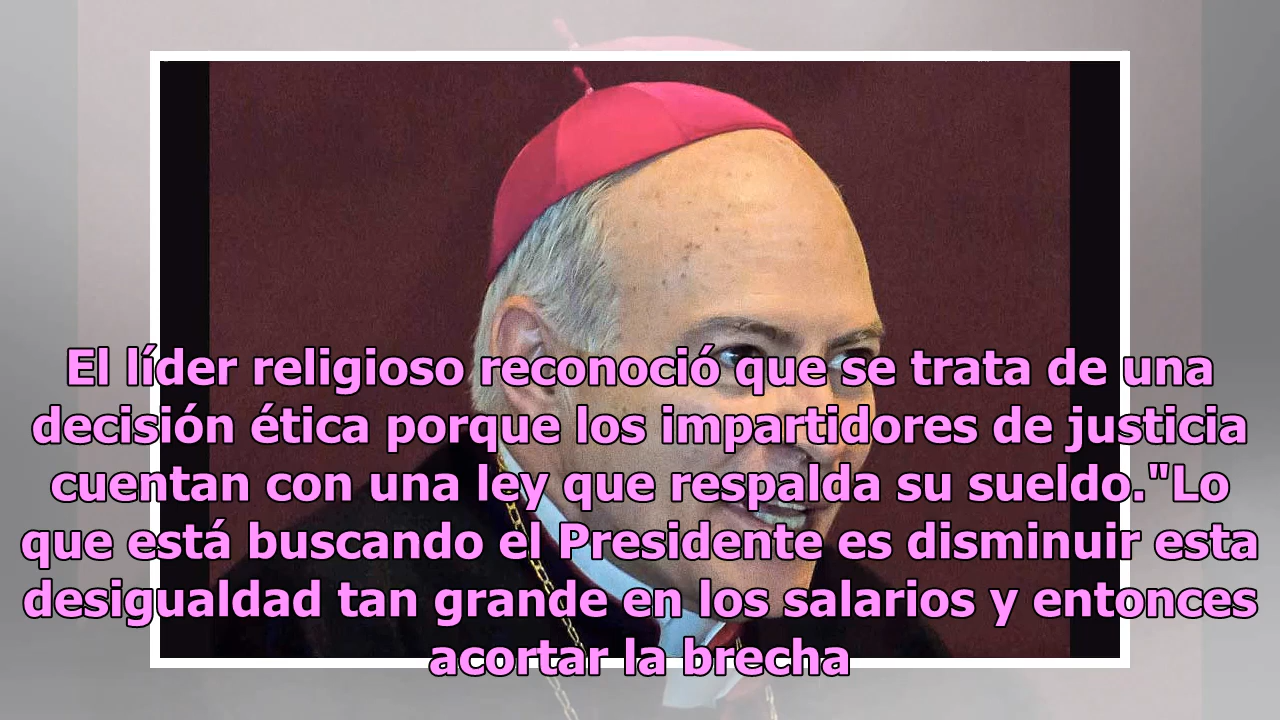 El líder religioso reconoció que se trata de una
decisión ética porque los impartidores de justicia
cuentan con una ley que respalda su sueldo."Lo
que está buscando el Presidente es disminuir esta
desigualdad tan grande en los salarios y entonces
acortar la brecha